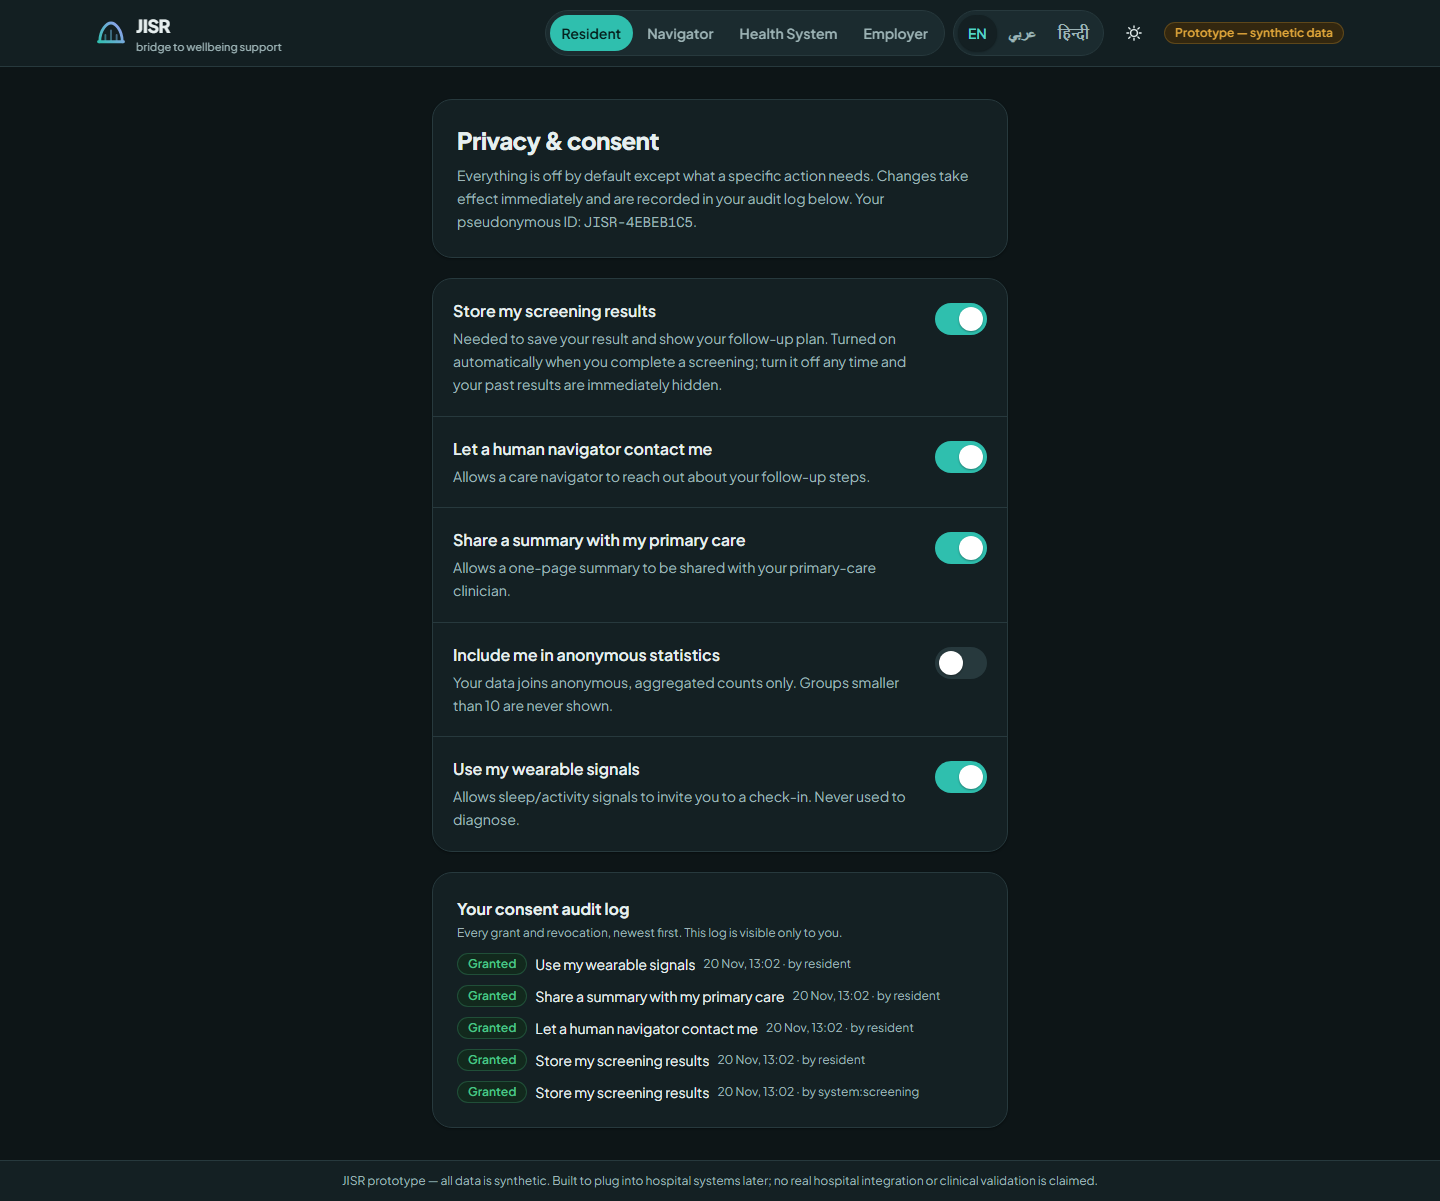 JISR
bridge to wellbeing support
Resident
Navigator
Health System
Employer
EN
عربي
हिन्दी
Prototype — synthetic data
Privacy & consent
Everything is off by default except what a specific action needs. Changes take
effect immediately and are recorded in your audit log below. Your
pseudonymous ID: JISR-4EBEB1C5.
Store my screening results
Needed to save your result and show your follow-up plan. Turned on
automatically when you complete a screening; turn it off any time and
your past results are immediately hidden.
Let a human navigator contact me
Allows a care navigator to reach out about your follow-up steps.
Share a summary with my primary care
Allows a one-page summary to be shared with your primary-care
clinician.
Include me in anonymous statistics
Your data joins anonymous, aggregated counts only. Groups smaller
than 10 are never shown.
Use my wearable signals
Allows sleep/activity signals to invite you to a check-in. Never used to
diagnose.
Your consent audit log
Every grant and revocation, newest first. This log is visible only to you.
Granted Use my wearable signals 20 Nov, 13:02 · by resident
Granted Share a summary with my primary care 20 Nov, 13:02 · by resident
Granted Let a human navigator contact me 20 Nov, 13:02 · by resident
Granted Store my screening results 20 Nov, 13:02 · by resident
Granted Store my screening results 20 Nov, 13:02 · by system:screening
JISR prototype — all data is synthetic. Built to plug into hospital systems later; no real hospital integration or clinical validation is claimed.